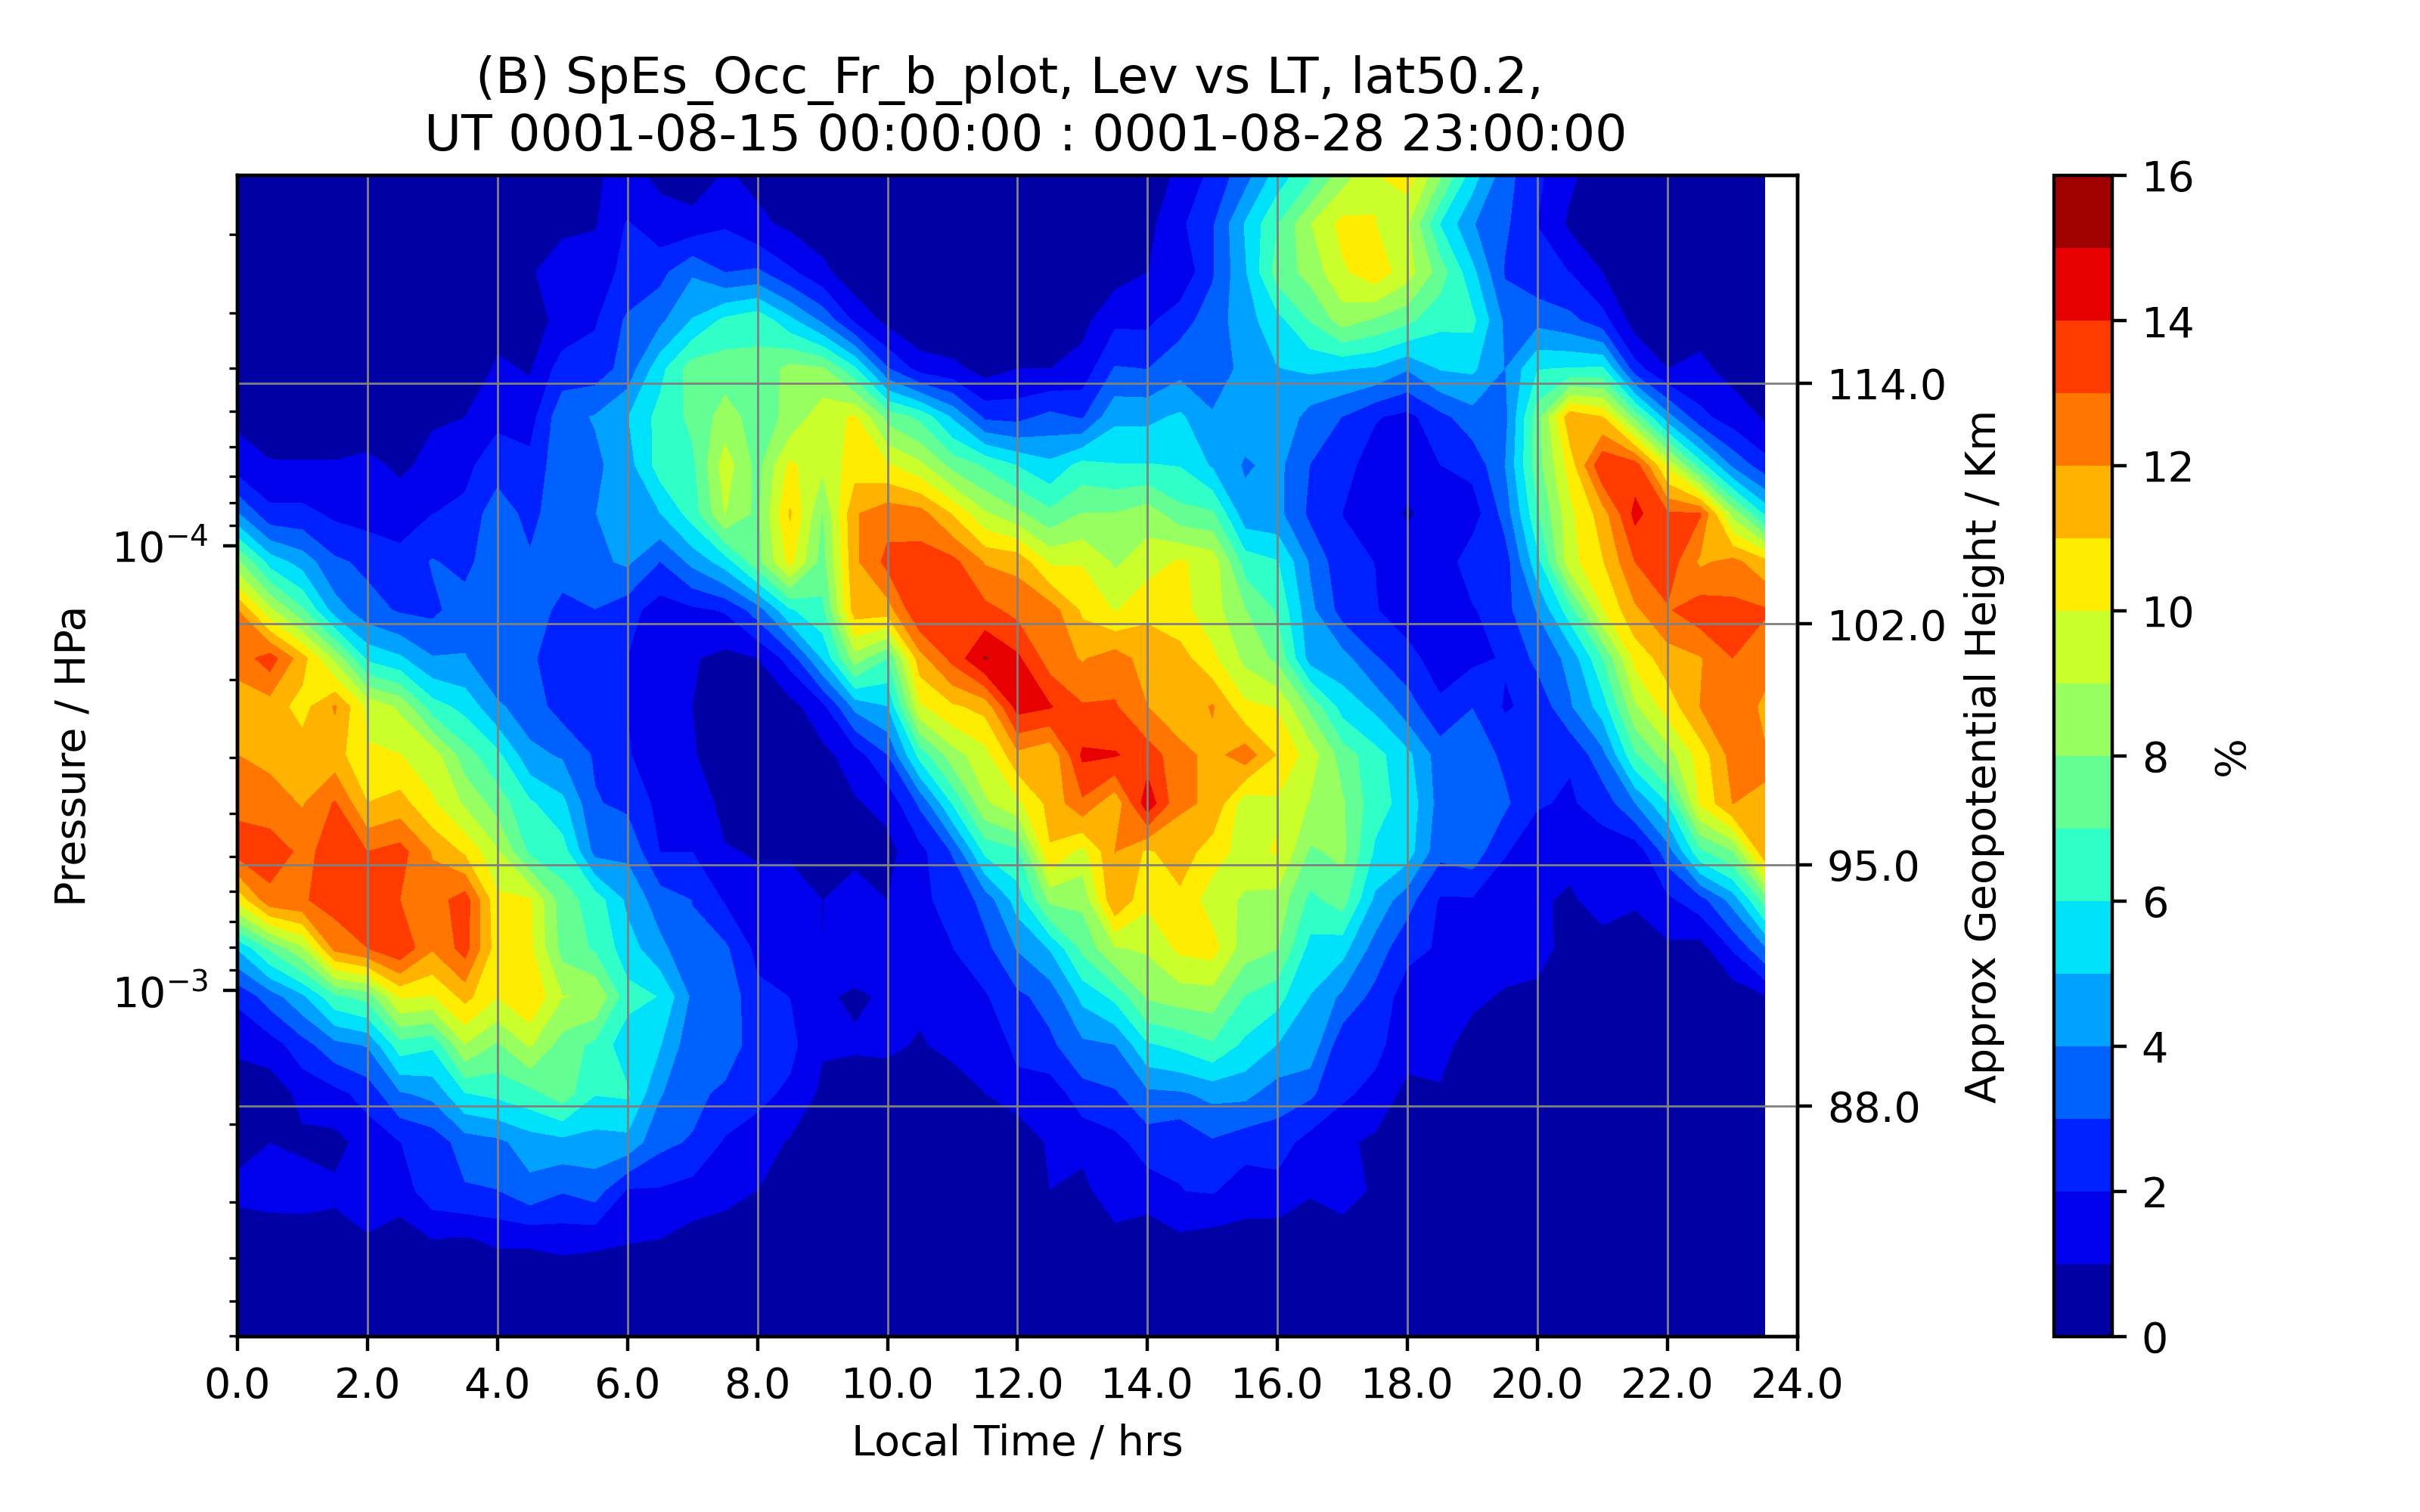 (B) SpEs_Occ_Fr_b_plot, Lev vs LT, lat50.2,
UT 0001-08-15 00:00:00 : 0001-08-28 23:00:00
Pressure / HPa
10⁻⁴
10⁻³
0.0 2.0 4.0 6.0 8.0 10.0 12.0 14.0 16.0 18.0 20.0 22.0 24.0
Local Time / hrs
114.0
102.0
95.0
88.0
Approx Geopotential Height / Km
16
14
12
10
8
6
4
2
0
%